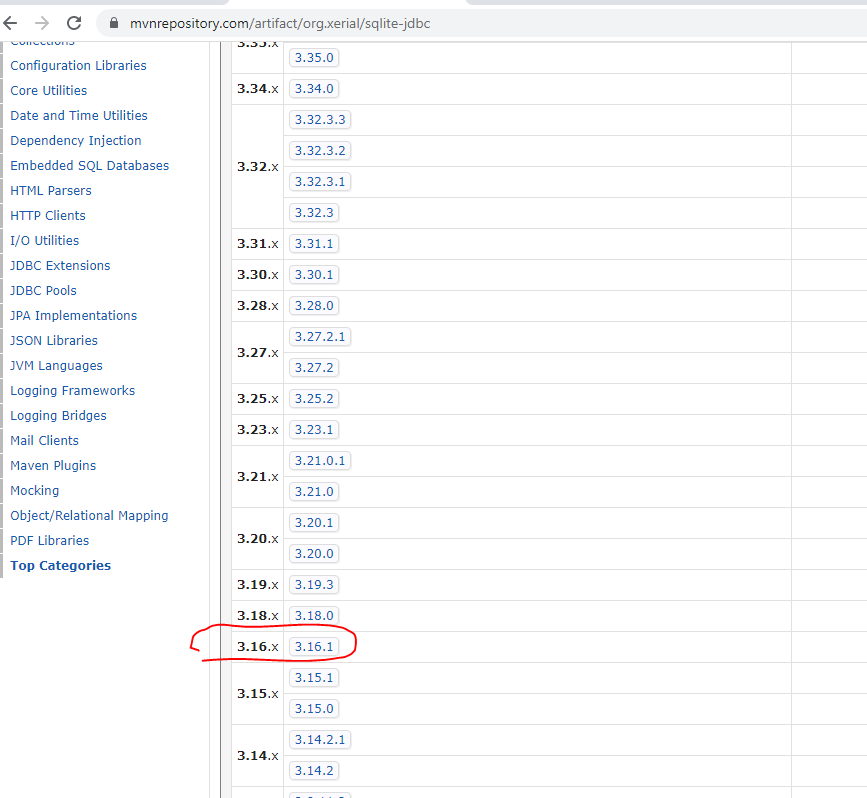 mvnrepository.com/artifact/org.xerial/sqlite-jdbc
Collections
Configuration Libraries
Core Utilities
Date and Time Utilities
Dependency Injection
Embedded SQL Databases
HTML Parsers
HTTP Clients
I/O Utilities
JDBC Extensions
JDBC Pools
JPA Implementations
JSON Libraries
JVM Languages
Logging Frameworks
Logging Bridges
Mail Clients
Maven Plugins
Mocking
Object/Relational Mapping
PDF Libraries
Top Categories
3.35.x
3.35.0
3.34.x 3.34.0
3.32.x
3.32.3.3
3.32.3.2
3.32.3.1
3.32.3
3.31.x 3.31.1
3.30.x 3.30.1
3.28.x 3.28.0
3.27.x
3.27.2.1
3.27.2
3.25.x 3.25.2
3.23.x 3.23.1
3.21.x
3.21.0.1
3.21.0
3.20.x
3.20.1
3.20.0
3.19.x 3.19.3
3.18.x 3.18.0
3.16.x 3.16.1
3.15.x
3.15.1
3.15.0
3.14.x
3.14.2.1
3.14.2